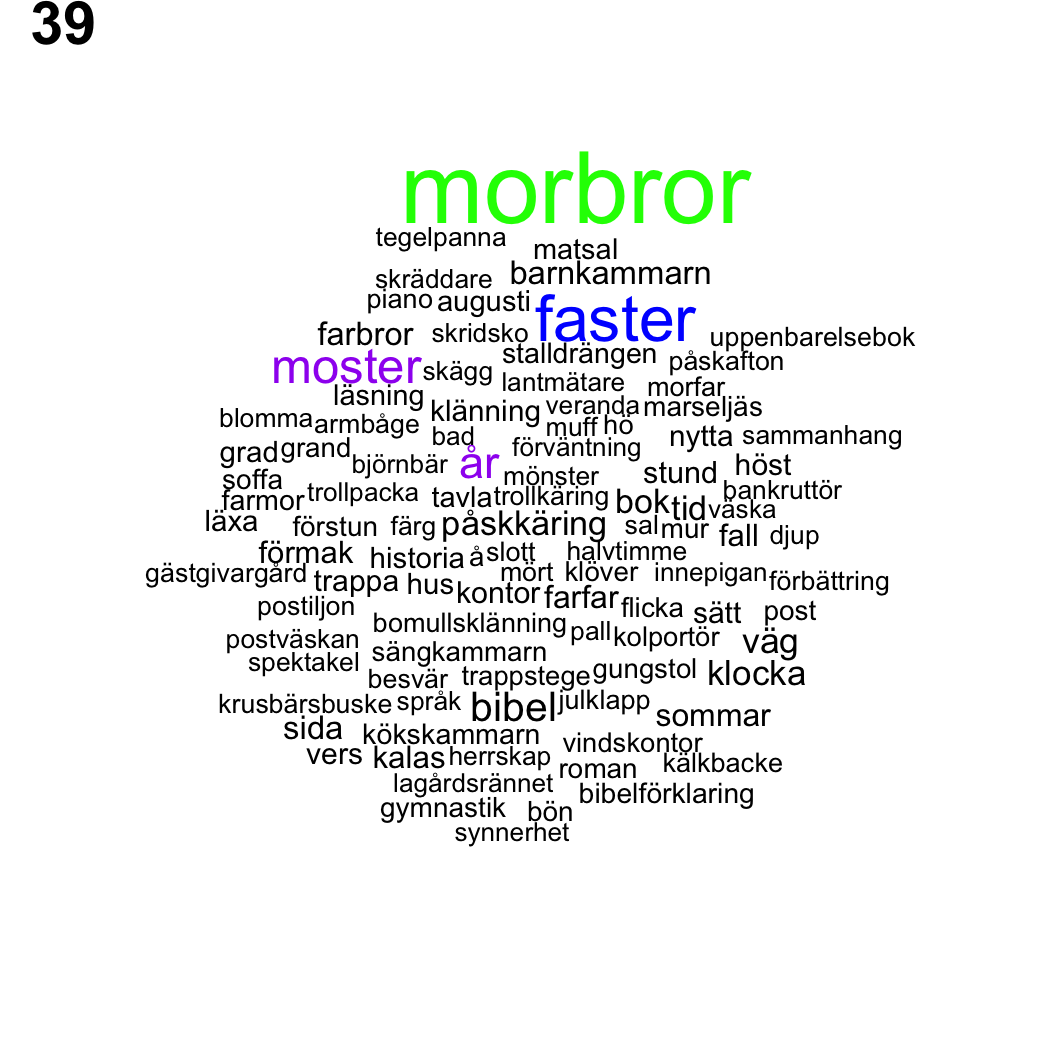 39
morbror
tegelpanna matsal
skräddare barnkammarn
piano augusti faster
farbror skridsko uppenbarelsebok
moster skägg stalldrängen påskafton
lantmätare morfar
läsning klänning veranda marseljäs
blomma armbåge muff hö
bad förväntning nytta sammanhang
grad grand björnbär år mönster stund höst
soffa
farmor trollpacka tavla trollkäring bok tid väska bankruttör
läxa förstun färg påskkäring sal mur fall djup
förmak historia å slott halvtimme
gästgivargård trappa hus kontor mört klöver innepigan förbättring
postiljon farfar flicka sätt post
postväskan bomullsklänning pall kolportör väg
spektakel sängkammarn
besvär trappstege gungstol klocka
krusbärsbuske språk bibel julklapp sommar
sida kökskammarn vindskontor
vers kalas herrskap roman kälkbacke
lagårdsrännet bibelförklaring
gymnastik bön
synnerhet